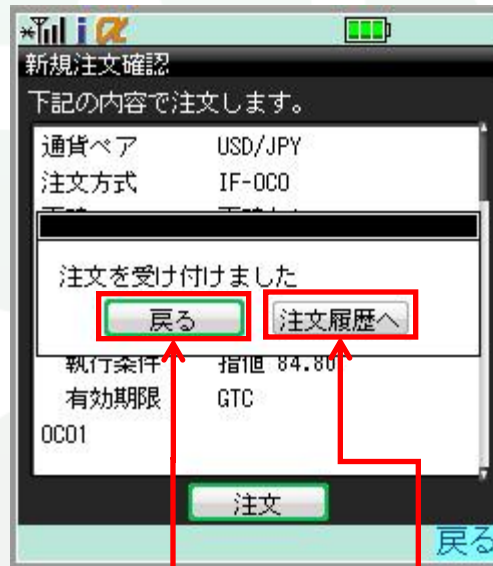 新規注文確認
下記の内容で注文します。
通貨ペア USD/JPY
注文方式 IF-OCO
注文を受け付けました
戻る 注文履歴へ
執行条件 指値 84.80
有効期限 GTC
OCO1
注文
戻る